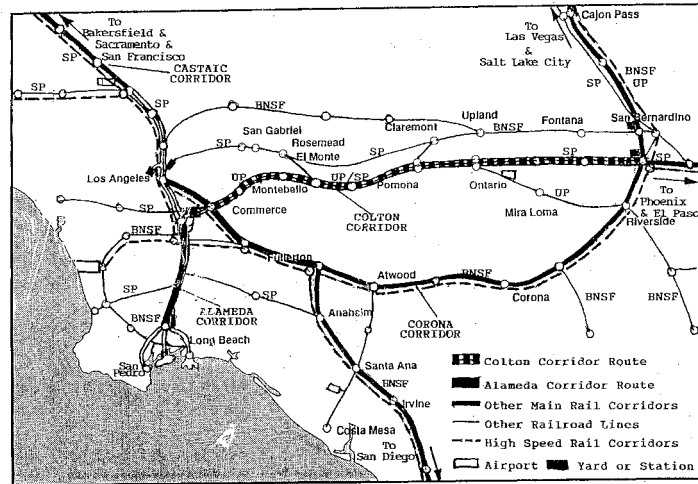 To
Bakersfield &
Sacramento &
San Francisco
SP
CASTAIC
CORRIDOR
SP
SP
To
Las Vegas
&
Salt Lake City
Cajon Pass
SP
BNSF
UP
BNSF
San Gabriel
Rosemead
El Monte
SP
Claremont
SP
Upland
BNSF
Fontana
San Bernardino
SP
SP
Los Angeles
UP
Montebello
UP/SP
Pomona
Ontario
UP
Mira Loma
To
Phoenix
& El Paso
Riverside
SP
Commerce
COLTON
CORRIDOR
BNSF
Fullerton
Atwood
BNSF
Corona
BNSF
BNSF
SP
ALAMEDA
CORRIDOR
SP
Anaheim
CORONA
CORRIDOR
BNSF
Long Beach
San
Pedro
Santa Ana
BNSF
Irvine
Costa Mesa
To
San Diego
Colton Corridor Route
Alameda Corridor Route
Other Main Rail Corridors
Other Railroad Lines
High Speed Rail Corridors
Airport
Yard or Station